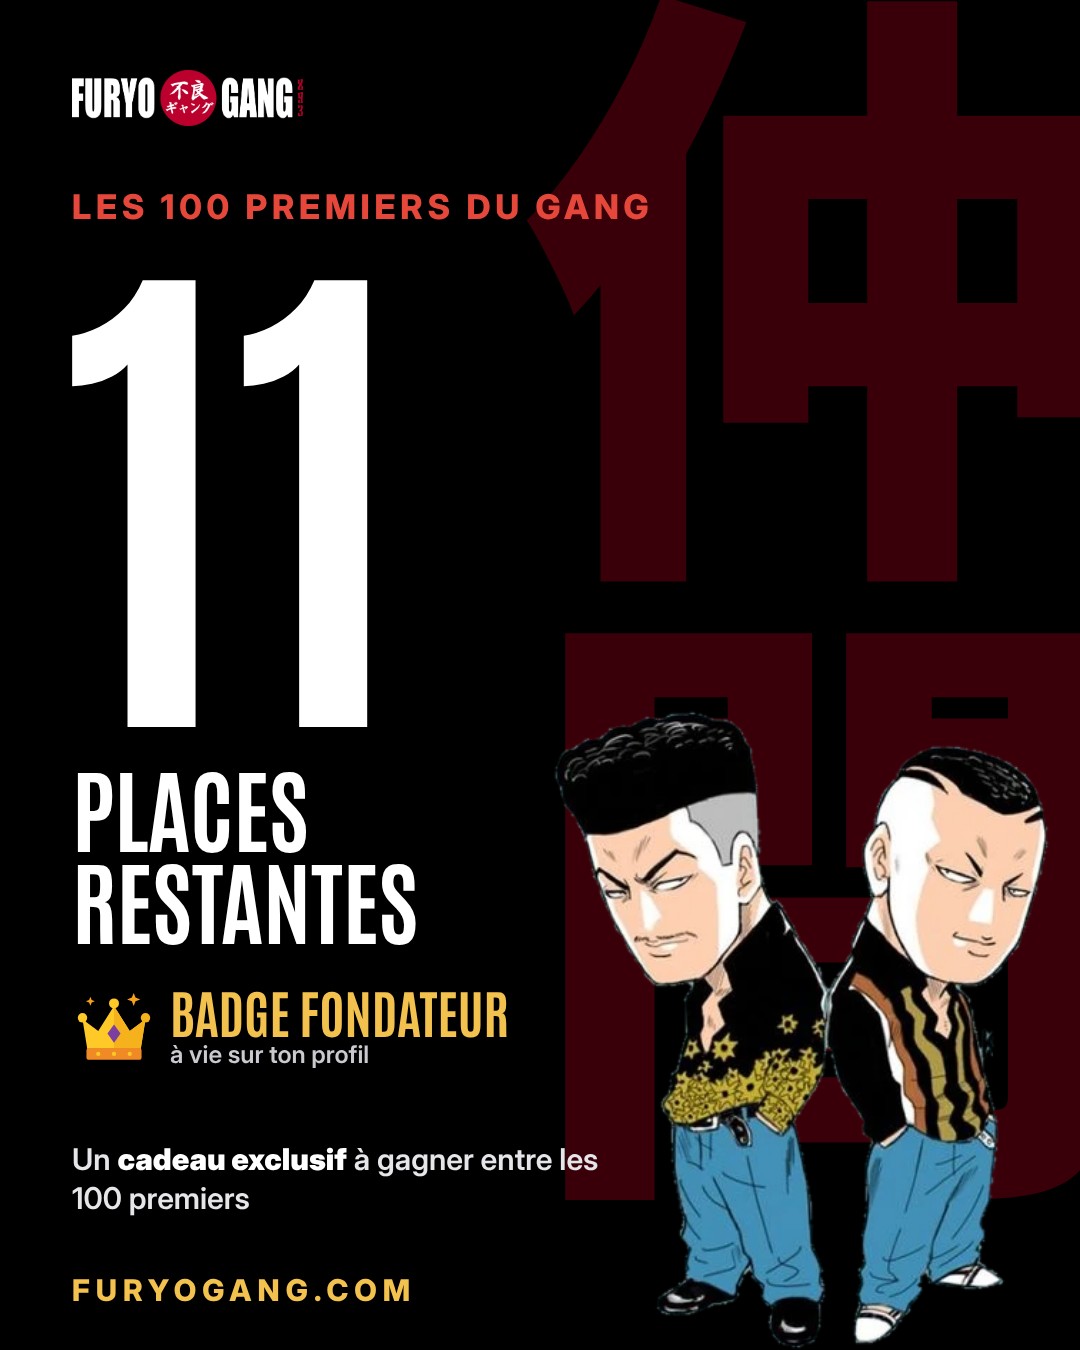 FURYO 不良 ギャング GANG
LES 100 PREMIERS DU GANG
仲間
11
PLACES
RESTANTES
BADGE FONDATEUR
à vie sur ton profil
Un cadeau exclusif à gagner entre les
100 premiers
FURYOGANG.COM